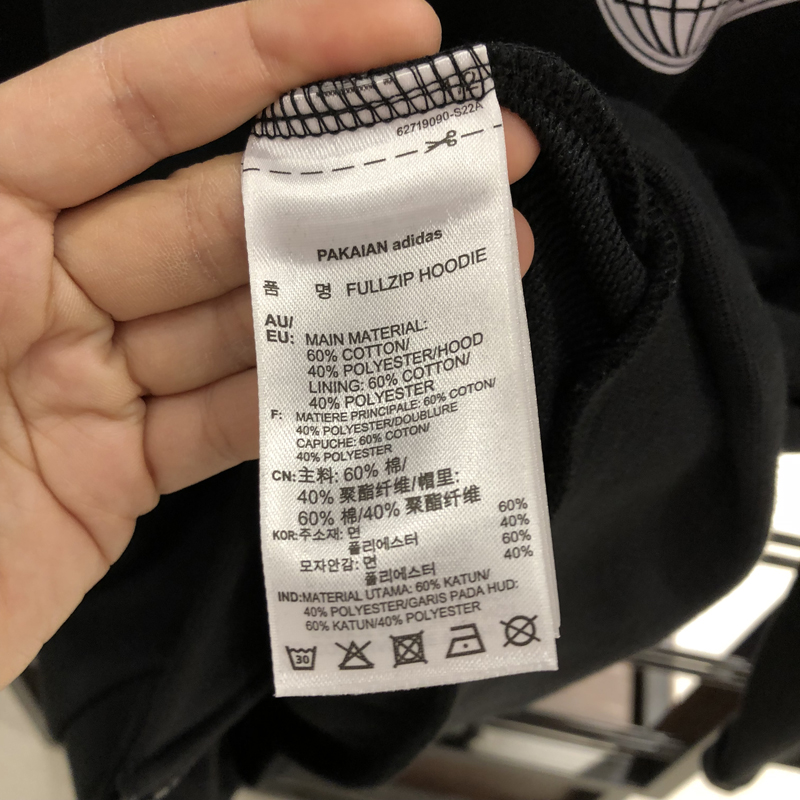 62719090-S22A
PAKAIAN adidas
품 명 FULLZIP HOODIE
AU/
EU: MAIN MATERIAL:
60% COTTON/
40% POLYESTER/HOOD
LINING: 60% COTTON/
40% POLYESTER
F: MATIERE PRINCIPALE: 60% COTON/
40% POLYESTER/DOUBLURE
CAPUCHE: 60% COTON/
40% POLYESTER
CN: 主料: 60% 棉/
40% 聚酯纤维/帽里:
60% 棉/40% 聚酯纤维
KOR: 주소재: 면 60%
폴리에스터 40%
모자안감: 면 60%
폴리에스터 40%
IND: MATERIAL UTAMA: 60% KATUN/
40% POLYESTER/GARIS PADA HUD:
60% KATUN/40% POLYESTER
30